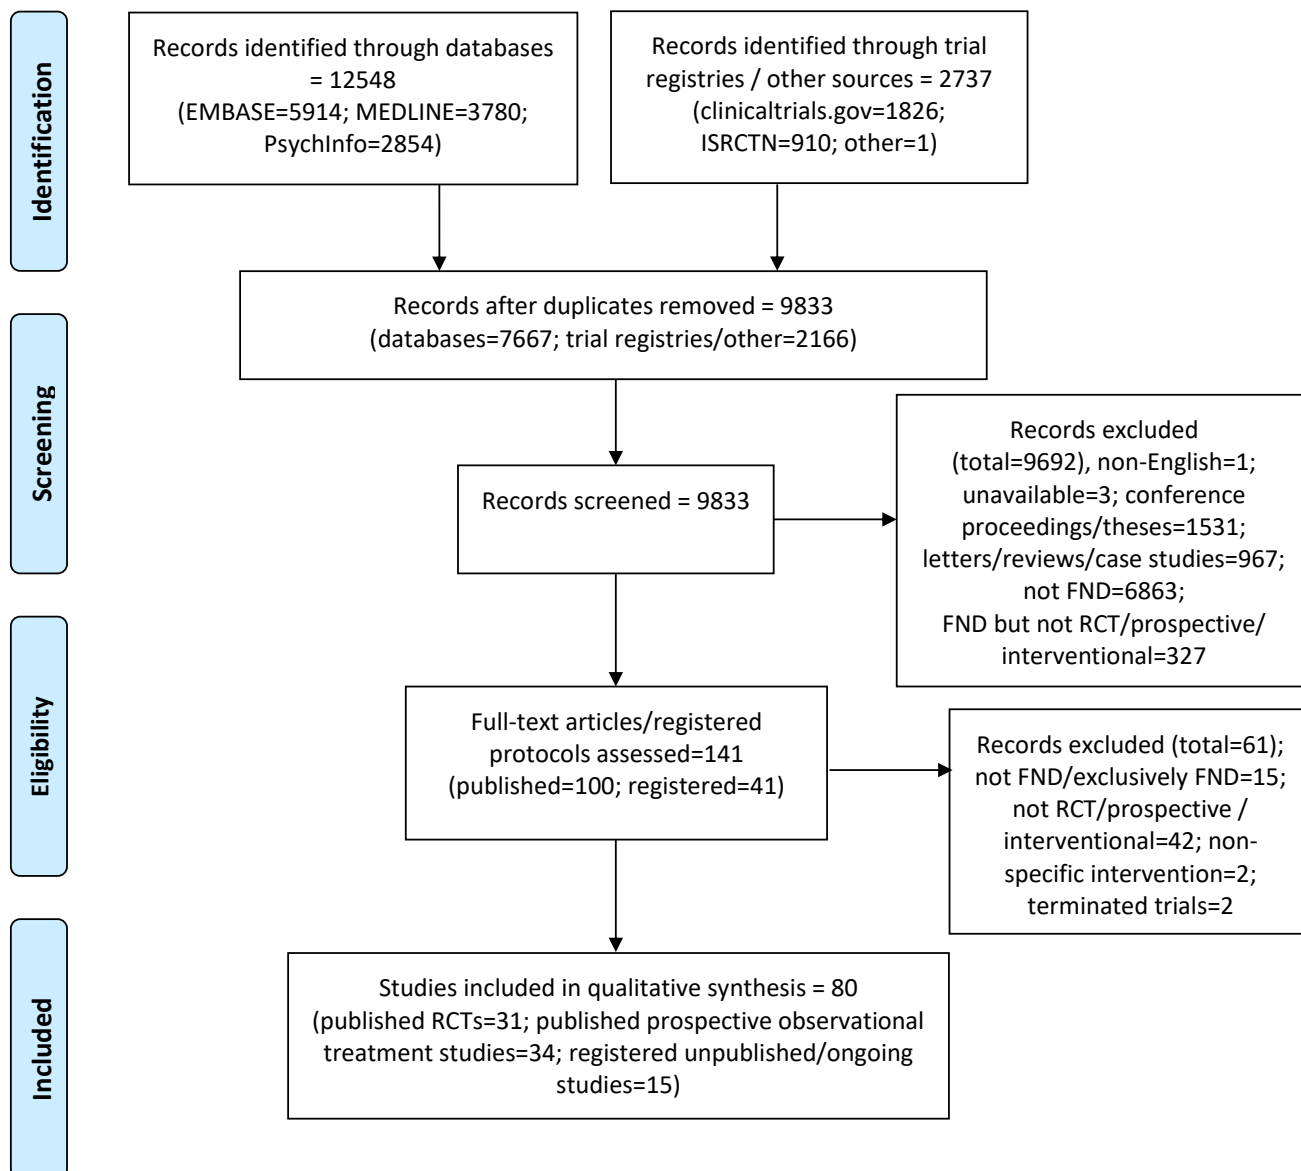 Identification
Records identified through databases
= 12548
(EMBASE=5914; MEDLINE=3780;
PsychInfo=2854)
Records identified through trial
registries / other sources = 2737
(clinicaltrials.gov=1826;
ISRCTN=910; other=1)
Records after duplicates removed = 9833
(databases=7667; trial registries/other=2166)
Screening
Records screened = 9833
Records excluded
(total=9692), non-English=1;
unavailable=3; conference
proceedings/theses=1531;
letters/reviews/case studies=967;
not FND=6863;
FND but not RCT/prospective/
interventional=327
Eligibility
Full-text articles/registered
protocols assessed=141
(published=100; registered=41)
Records excluded (total=61);
not FND/exclusively FND=15;
not RCT/prospective /
interventional=42; non-
specific intervention=2;
terminated trials=2
Included
Studies included in qualitative synthesis = 80
(published RCTs=31; published prospective observational
treatment studies=34; registered unpublished/ongoing
studies=15)